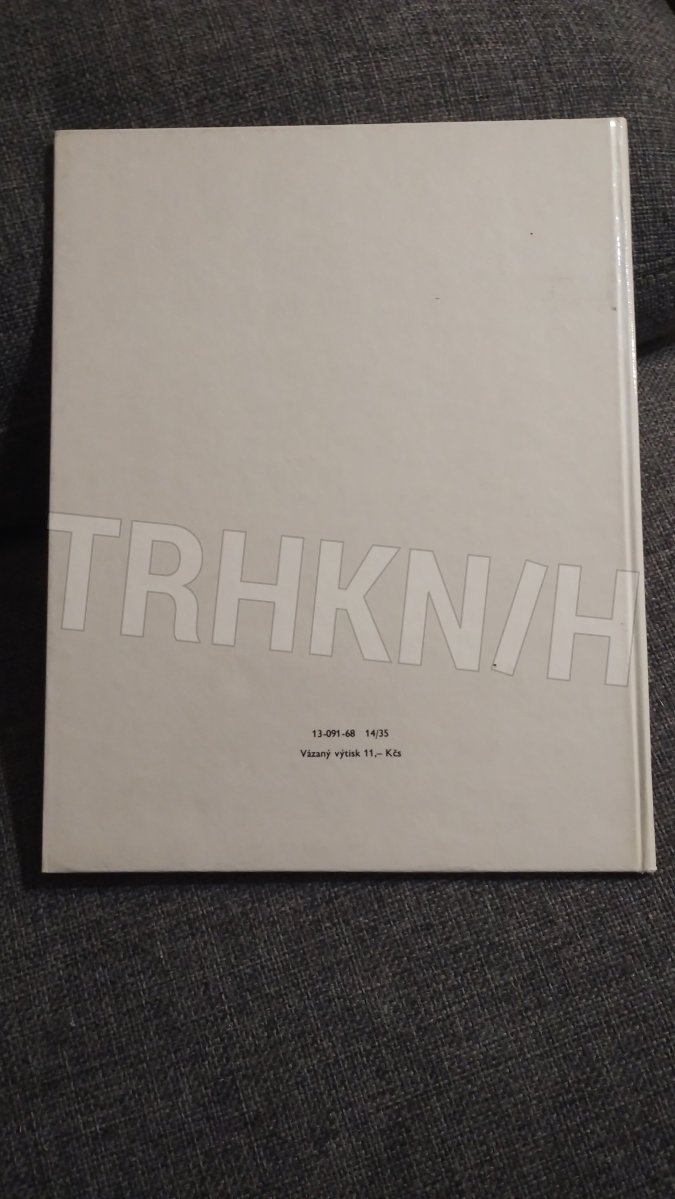 TRHKN/H
13-091-68 14/35
Vázaný výtisk 11,– Kčs